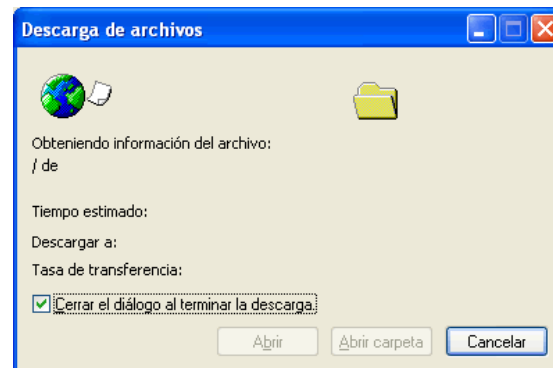 Descarga de archivos
Obteniendo información del archivo:
/ de
Tiempo estimado:
Descargar a:
Tasa de transferencia:
Cerrar el diálogo al terminar la descarga.
Abrir Abrir carpeta Cancelar